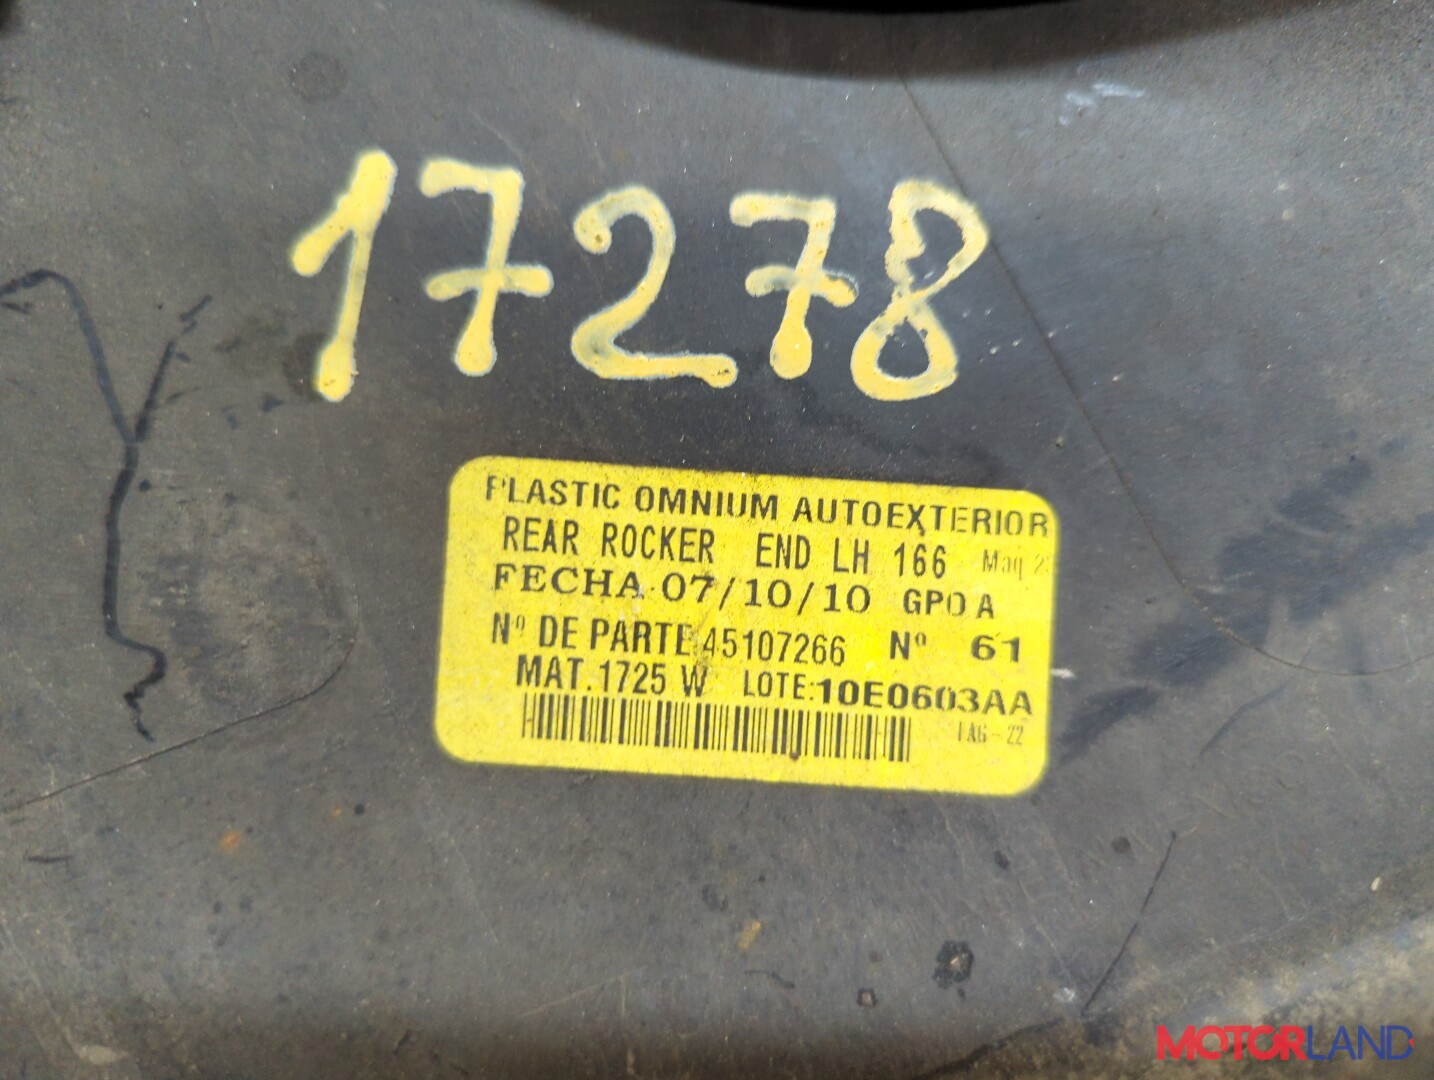 17278
PLASTIC OMNIUM AUTOEXTERIOR
REAR ROCKER END LH 166 Maq
FECHA 07/10/10 GPO A
Nº DE PARTE 45107266 Nº 61
MAT.1725 W LOTE:10E0603AA
MOTORLAND